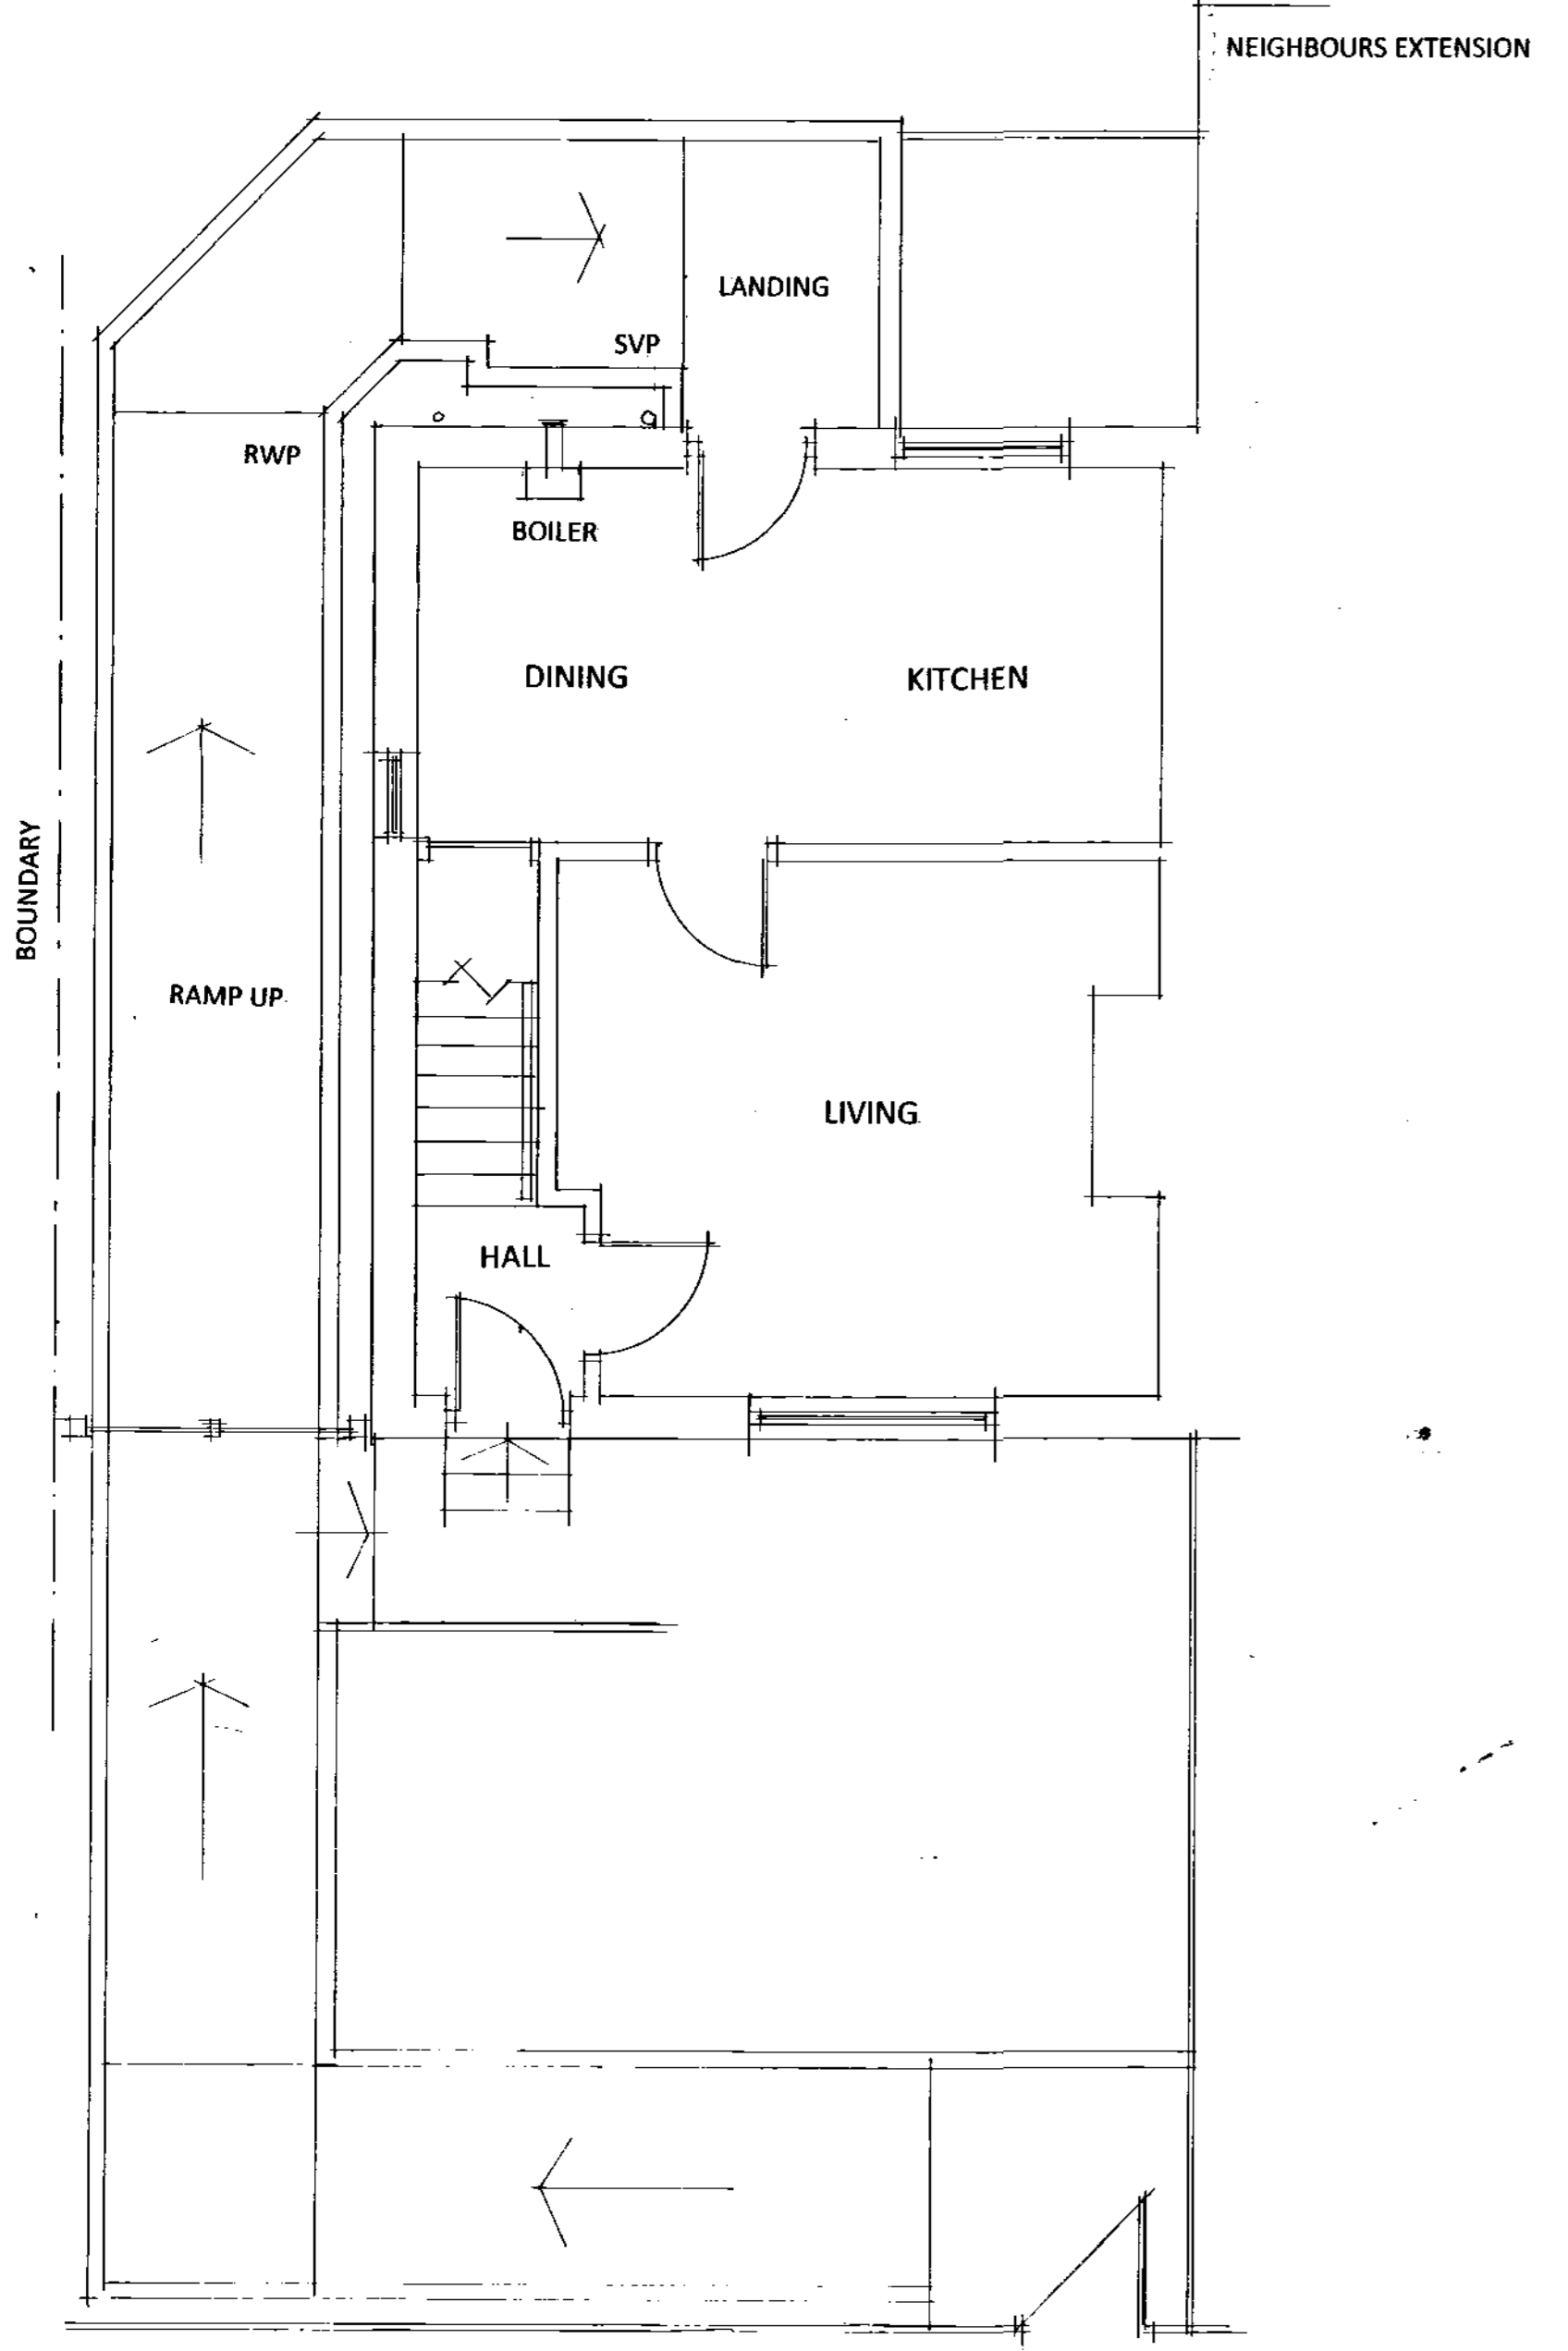 NEIGHBOURS EXTENSION
LANDING
SVP
RWP
BOILER
DINING
KITCHEN
BOUNDARY
RAMP UP
LIVING
HALL